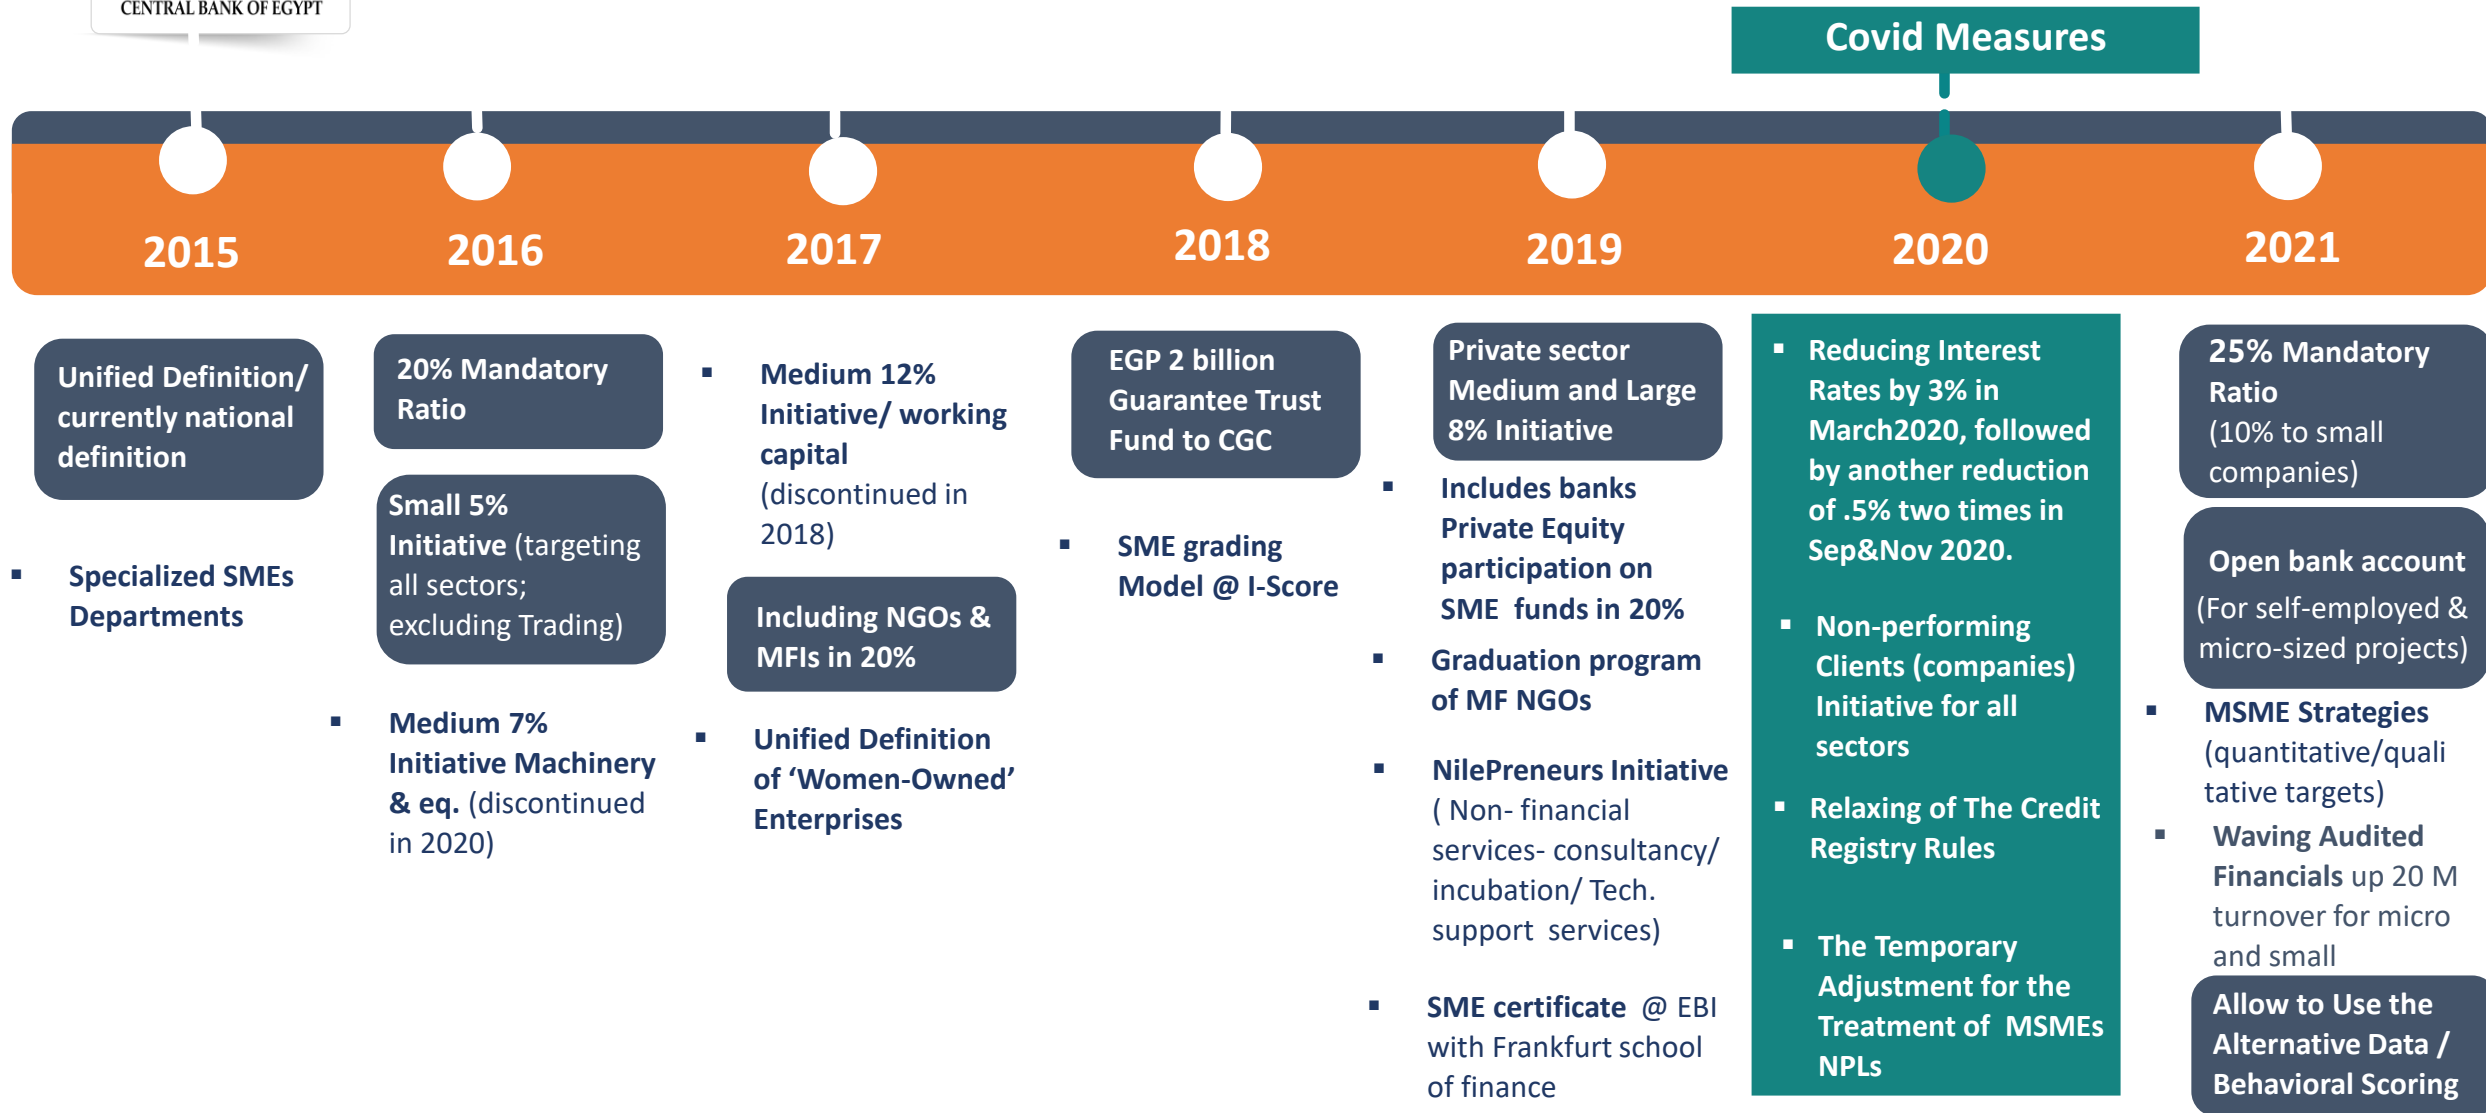 CENTRAL BANK OF EGYPT
Covid Measures
2015
2016
2017
2018
2019
2020
2021
Unified Definition/
currently national
definition
▪ Specialized SMEs
Departments
20% Mandatory
Ratio
Small 5%
Initiative (targeting
all sectors;
excluding Trading)
▪ Medium 7%
Initiative Machinery
& eq. (discontinued
in 2020)
▪ Medium 12%
Initiative/ working
capital
(discontinued in
2018)
Including NGOs &
MFIs in 20%
▪ Unified Definition
of ‘Women-Owned’
Enterprises
EGP 2 billion
Guarantee Trust
Fund to CGC
▪ SME grading
Model @ I-Score
Private sector
Medium and Large
8% Initiative
▪ Includes banks
Private Equity
participation on
SME funds in 20%
▪ Graduation program
of MF NGOs
▪ NilePreneurs Initiative
( Non- financial
services- consultancy/
incubation/ Tech.
support services)
▪ SME certificate @ EBI
with Frankfurt school
of finance
▪ Reducing Interest
Rates by 3% in
March2020, followed
by another reduction
of .5% two times in
Sep&Nov 2020.
▪ Non-performing
Clients (companies)
Initiative for all
sectors
▪ Relaxing of The Credit
Registry Rules
▪ The Temporary
Adjustment for the
Treatment of MSMEs
NPLs
25% Mandatory
Ratio
(10% to small
companies)
Open bank account
(For self-employed &
micro-sized projects)
▪ MSME Strategies
(quantitative/quali
tative targets)
▪ Waving Audited
Financials up 20 M
turnover for micro
and small
Allow to Use the
Alternative Data /
Behavioral Scoring